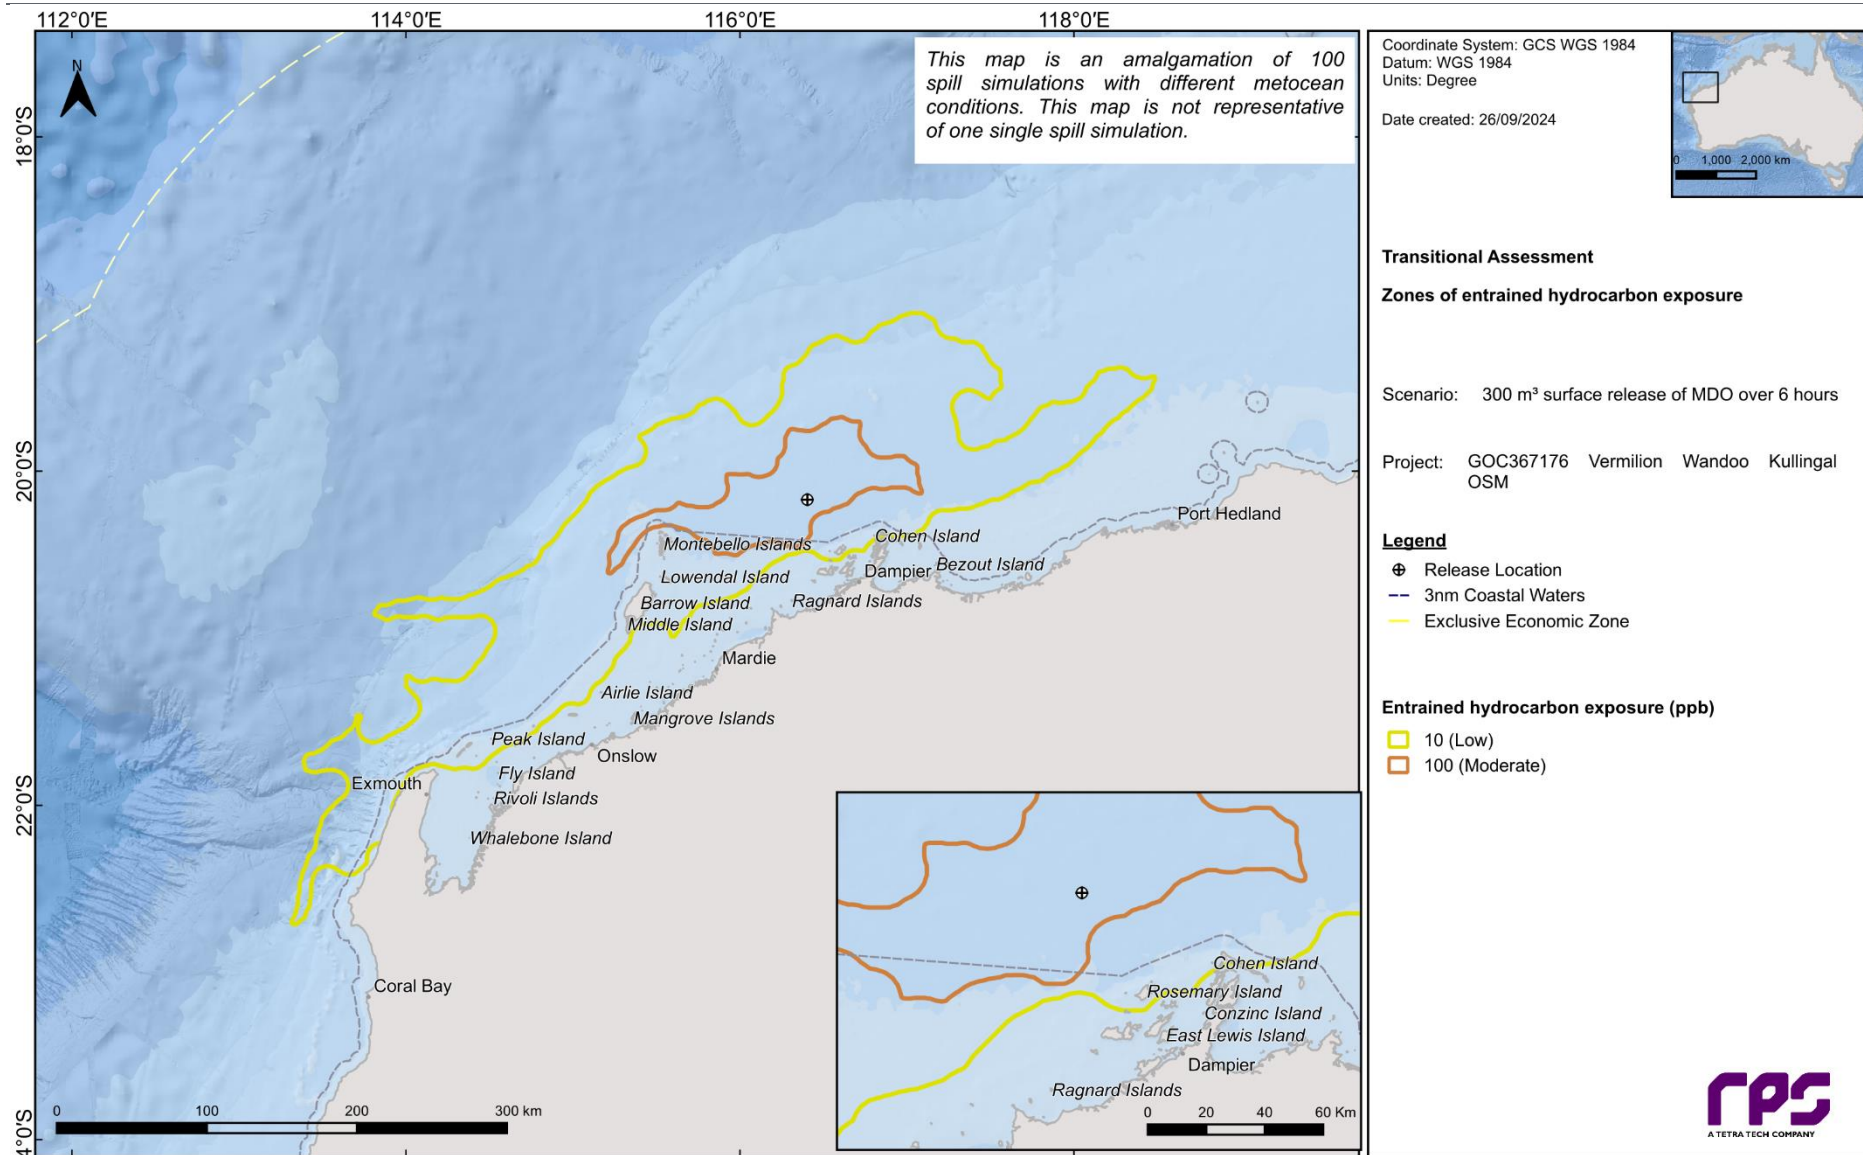 112°0'E
114°0'E
116°0'E
118°0'E
N
18°0'S
20°0'S
22°0'S
4°0'S
This map is an amalgamation of 100
spill simulations with different metocean
conditions. This map is not representative
of one single spill simulation.
Montebello Islands
Lowendal Island
Barrow Island
Middle Island
Cohen Island
Dampier
Bezout Island
Ragnard Islands
Port Hedland
Mardie
Airlie Island
Mangrove Islands
Peak Island
Onslow
Fly Island
Exmouth
Rivoli Islands
Whalebone Island
Coral Bay
0 100 200 300 km
Cohen Island
Rosemary Island
Conzinc Island
East Lewis Island
Dampier
Ragnard Islands
0 20 40 60 Km
Coordinate System: GCS WGS 1984
Datum: WGS 1984
Units: Degree
Date created: 26/09/2024
0 1,000 2,000 km
Transitional Assessment
Zones of entrained hydrocarbon exposure
Scenario: 300 m³ surface release of MDO over 6 hours
Project: GOC367176 Vermilion Wandoo Kullingal
OSM
Legend
Release Location
3nm Coastal Waters
Exclusive Economic Zone
Entrained hydrocarbon exposure (ppb)
10 (Low)
100 (Moderate)
rps
A TETRA TECH COMPANY